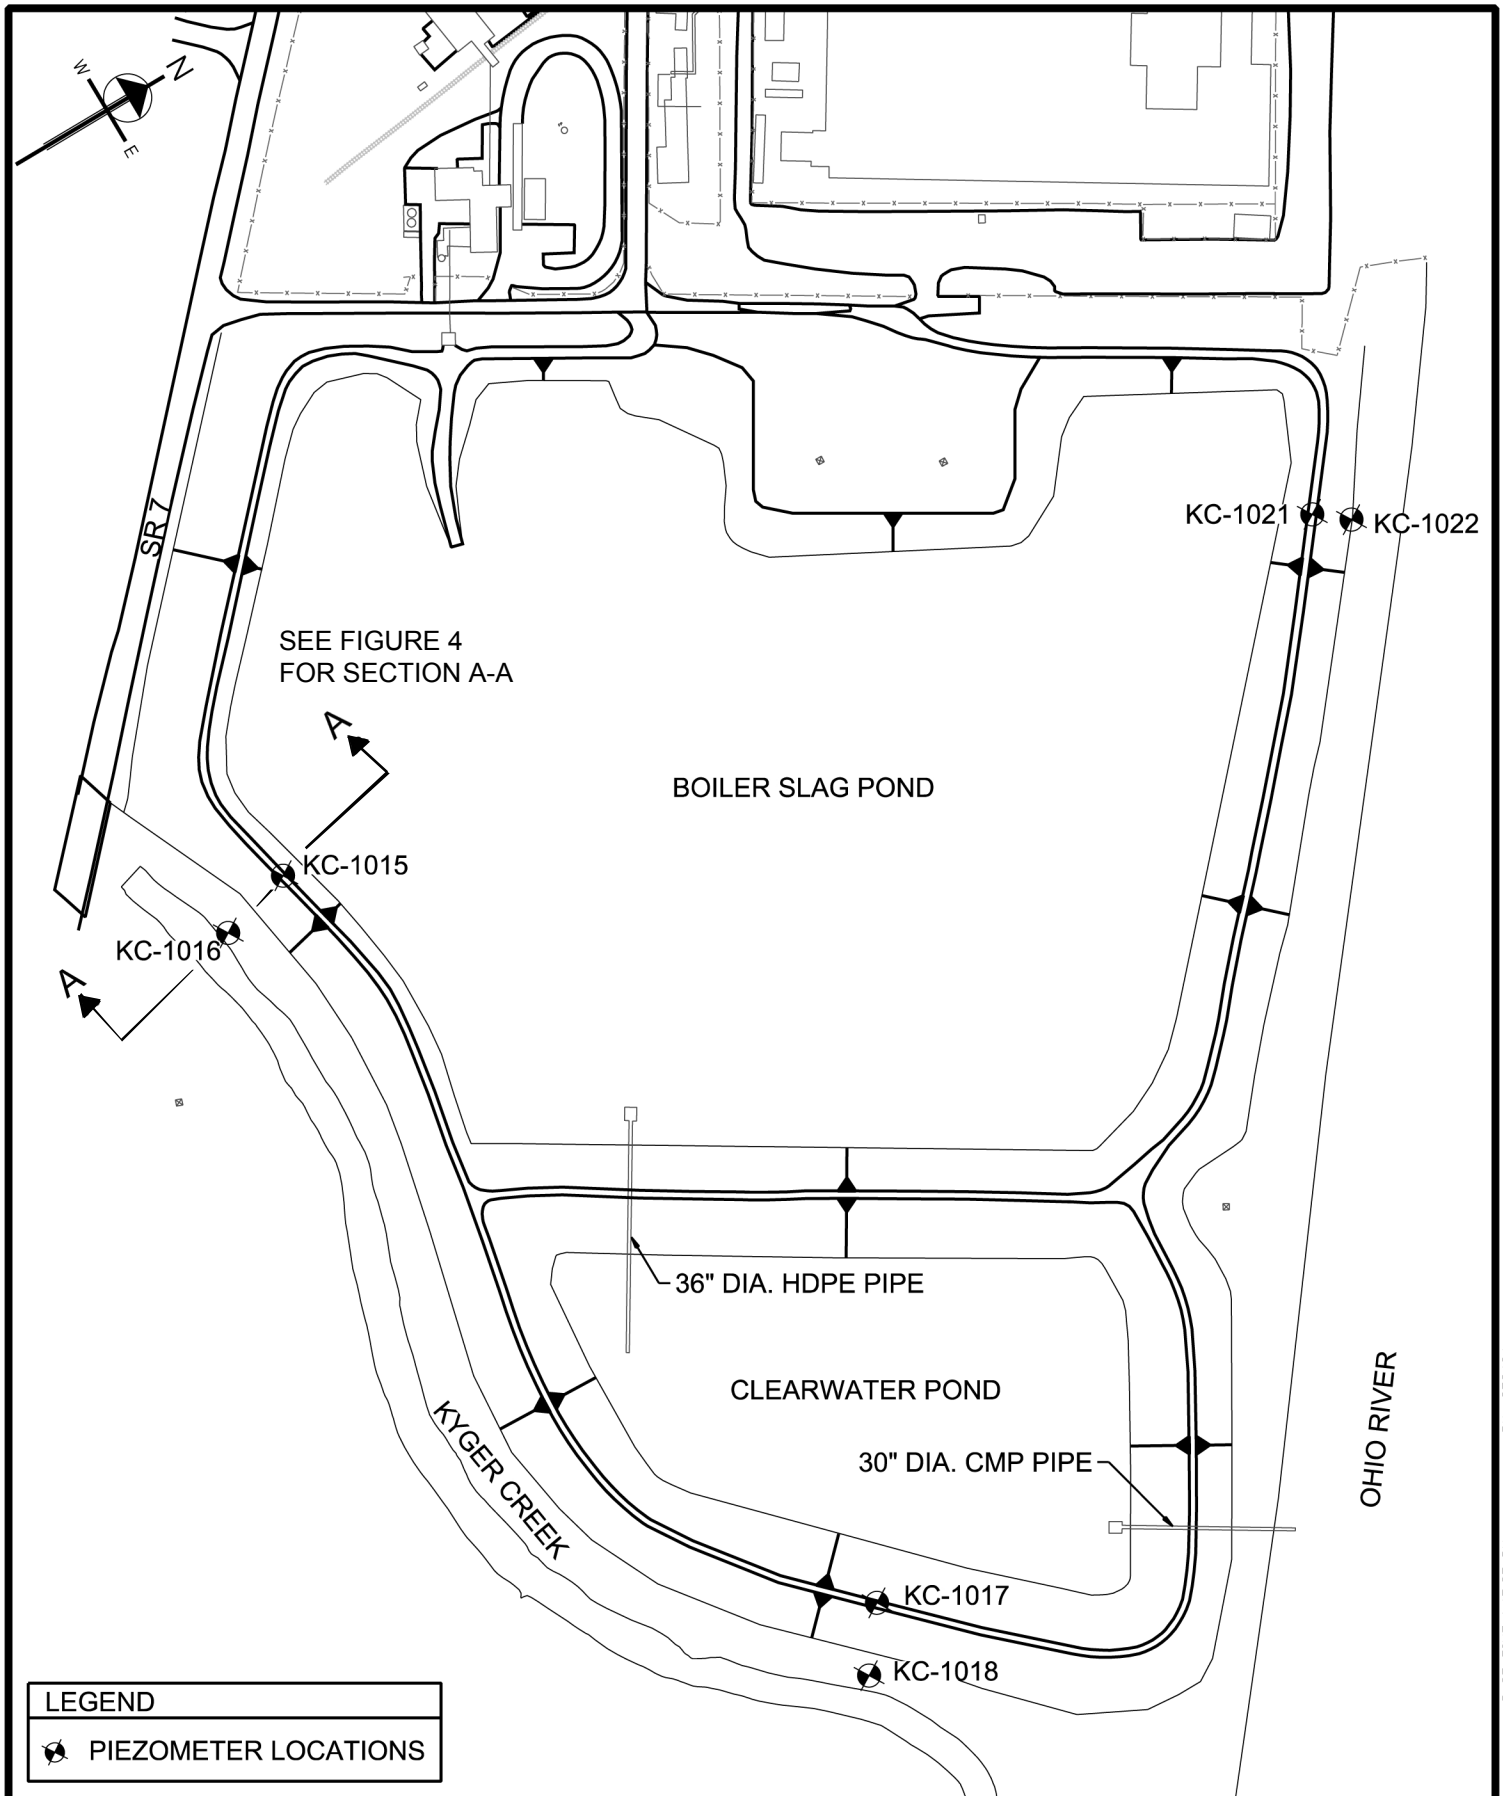 W
N
E
SR 7
KC-1021
KC-1022
SEE FIGURE 4
FOR SECTION A-A
A
BOILER SLAG POND
KC-1015
KC-1016
A
36" DIA. HDPE PIPE
CLEARWATER POND
30" DIA. CMP PIPE
OHIO RIVER
KYGER CREEK
KC-1017
KC-1018
LEGEND
PIEZOMETER LOCATIONS